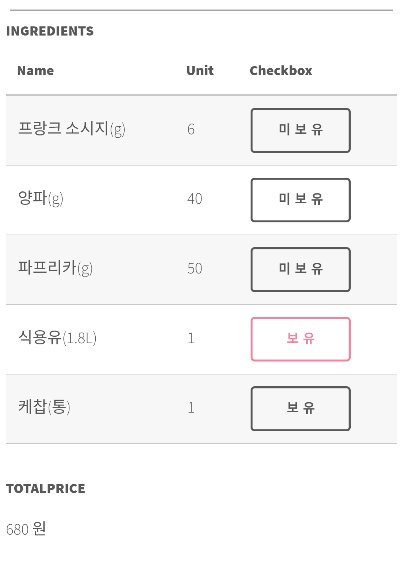 INGREDIENTS
Name Unit Checkbox
프랑크 소시지(g) 6 미 보 유
양파(g) 40 미 보 유
파프리카(g) 50 미 보 유
식용유(1.8L) 1 보 유
케찹(통) 1 보 유
TOTALPRICE
680 원